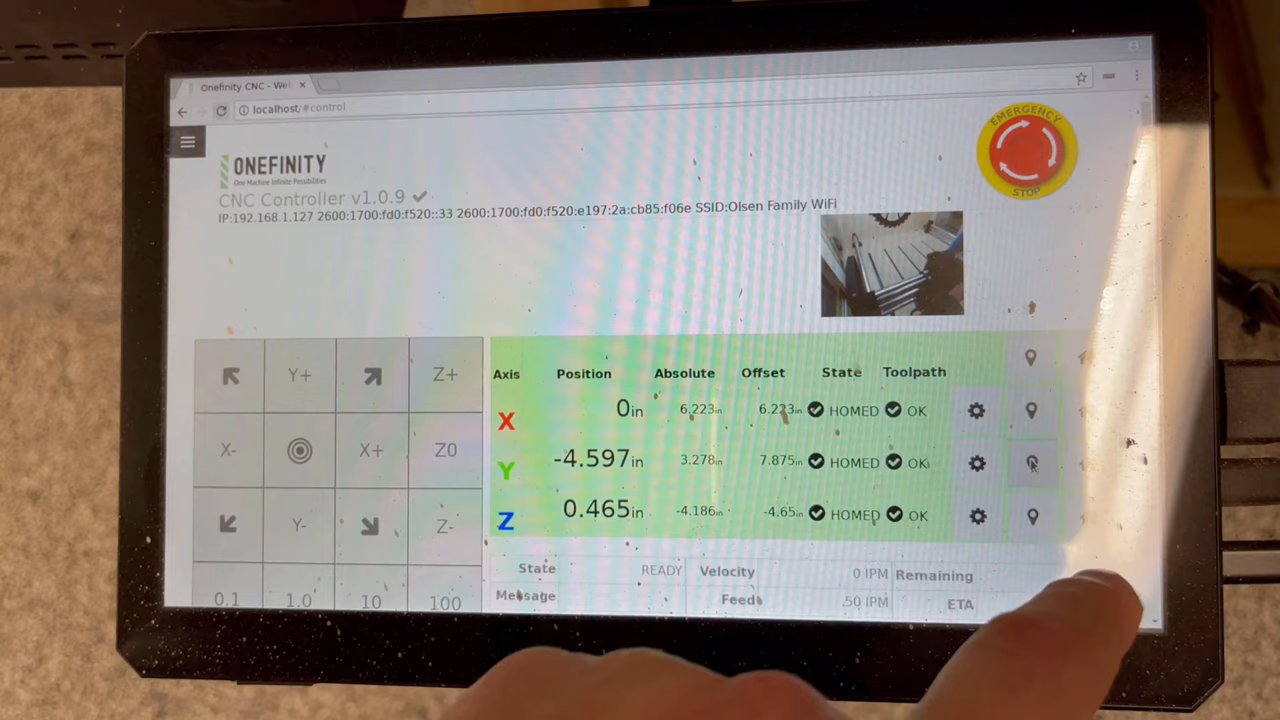 Onefinity CNC - Wel
localhost/#control
EMERGENCY
STOP
ONEFINITY
One Machine Infinite Possibilities
CNC Controller v1.0.9
IP:192.168.1.127 2600:1700:fd0:f520::33 2600:1700:fd0:f520:e197:2a:cb85:f06e SSID:Olsen Family WiFi
Y+ Z+
X- X+ Z0
Y- Z-
0.1 1.0 10 100
Axis Position Absolute Offset State Toolpath
X 0in 6.223in 6.223in HOMED OK
Y -4.597in 3.278in 7.875in HOMED OK
Z 0.465in -4.186in -4.65in HOMED OK
State READY Velocity 0 IPM Remaining
Message Feed 50 IPM ETA